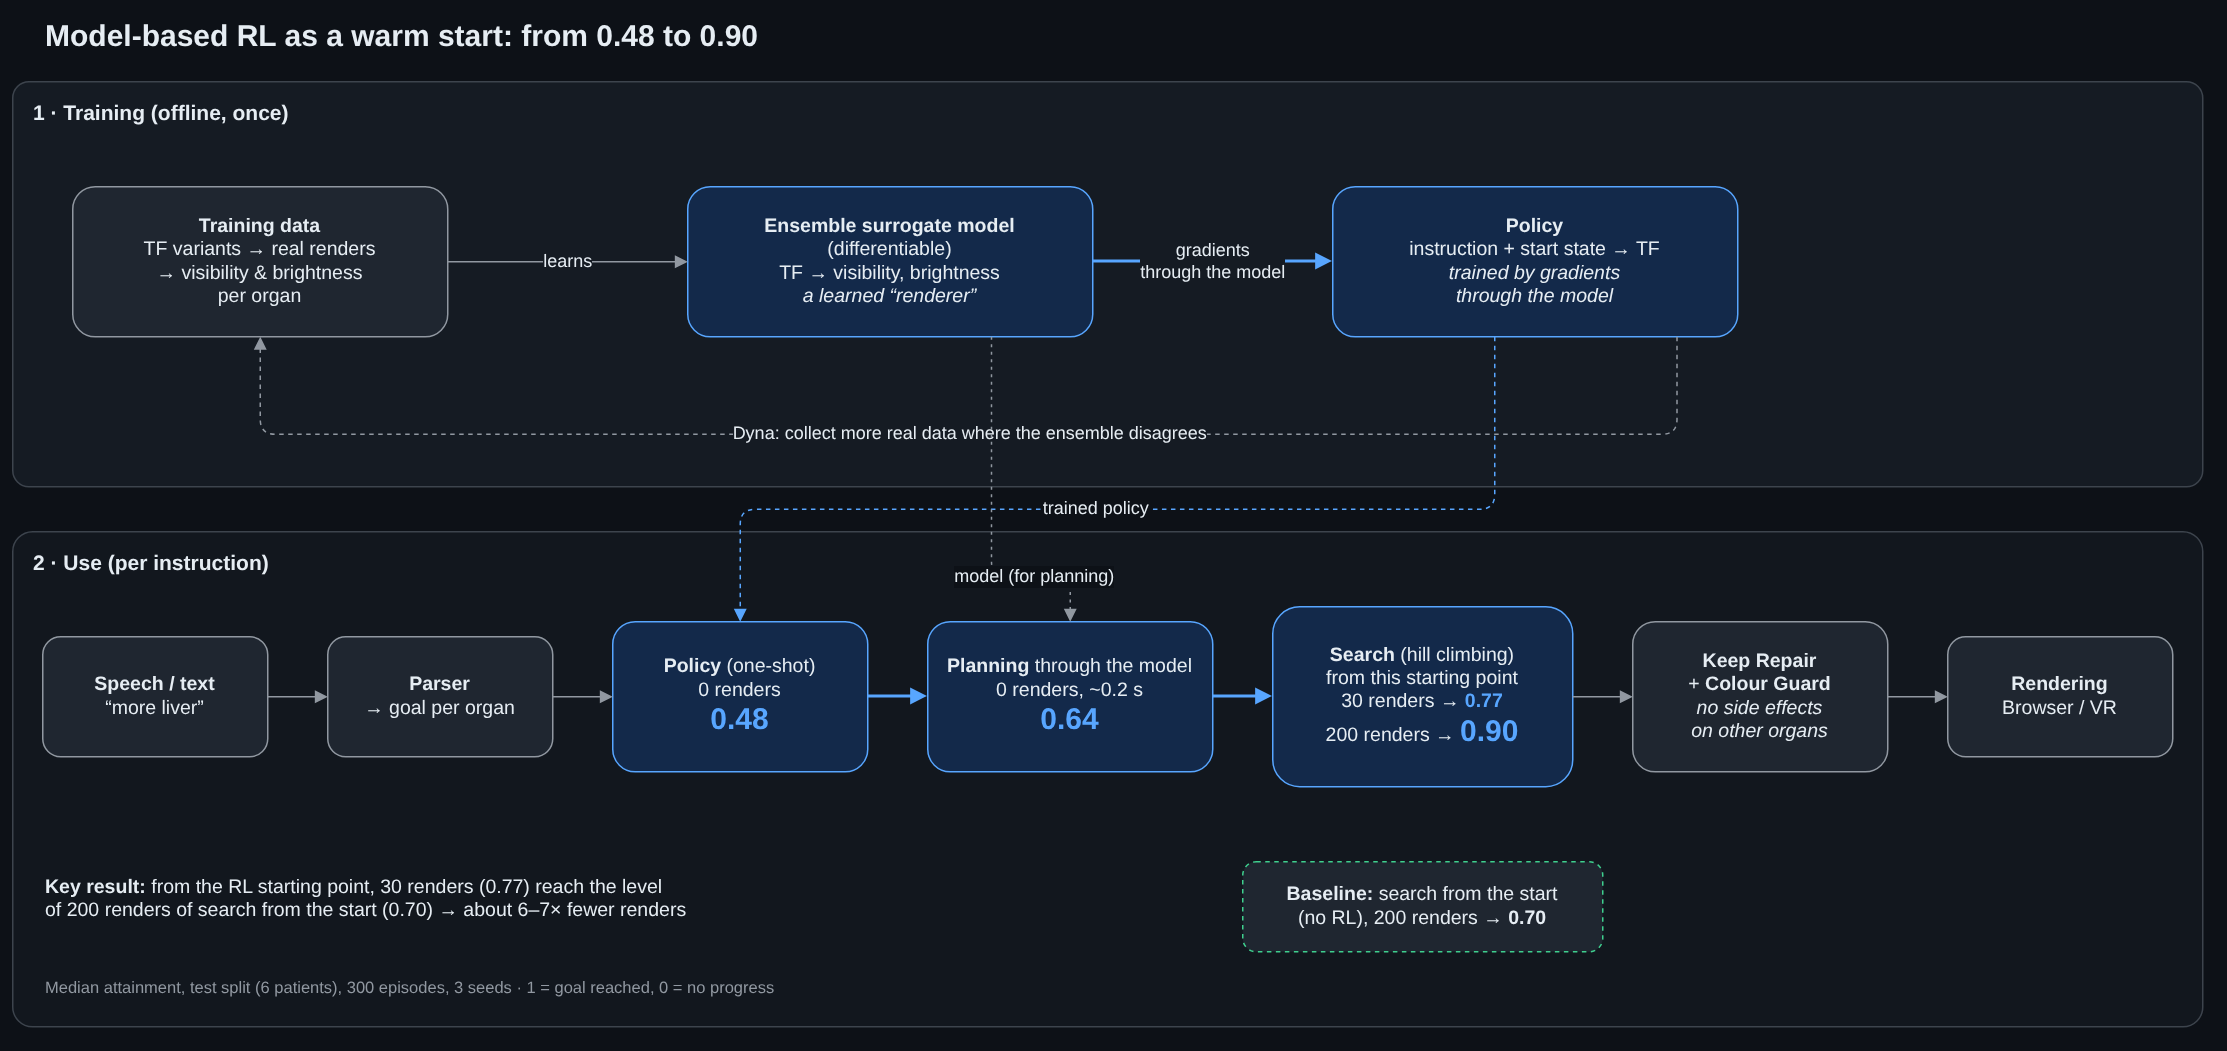 Model-based RL as a warm start: from 0.48 to 0.90
1 · Training (offline, once)
Training data
TF variants → real renders
→ visibility & brightness
per organ
learns
Ensemble surrogate model
(differentiable)
TF → visibility, brightness
a learned “renderer”
gradients
through the model
Policy
instruction + start state → TF
trained by gradients
through the model
Dyna: collect more real data where the ensemble disagrees
trained policy
2 · Use (per instruction)
model (for planning)
Speech / text
“more liver”
Parser
→ goal per organ
Policy (one-shot)
0 renders
0.48
Planning through the model
0 renders, ~0.2 s
0.64
Search (hill climbing)
from this starting point
30 renders → 0.77
200 renders → 0.90
Keep Repair
+ Colour Guard
no side effects
on other organs
Rendering
Browser / VR
Key result: from the RL starting point, 30 renders (0.77) reach the level
of 200 renders of search from the start (0.70) → about 6–7× fewer renders
Baseline: search from the start
(no RL), 200 renders → 0.70
Median attainment, test split (6 patients), 300 episodes, 3 seeds · 1 = goal reached, 0 = no progress